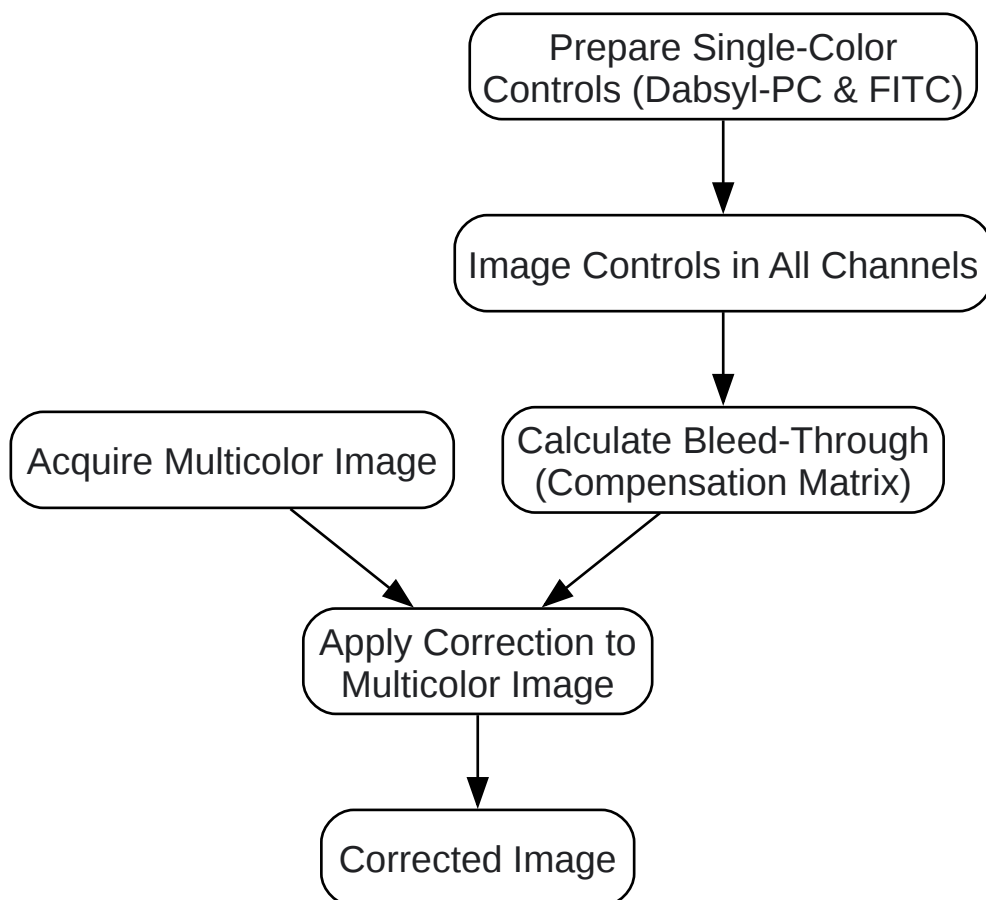 Prepare Single-Color
Controls (Dabsyl-PC & FITC)
Image Controls in All Channels
Acquire Multicolor Image
Calculate Bleed-Through
(Compensation Matrix)
Apply Correction to
Multicolor Image
Corrected Image